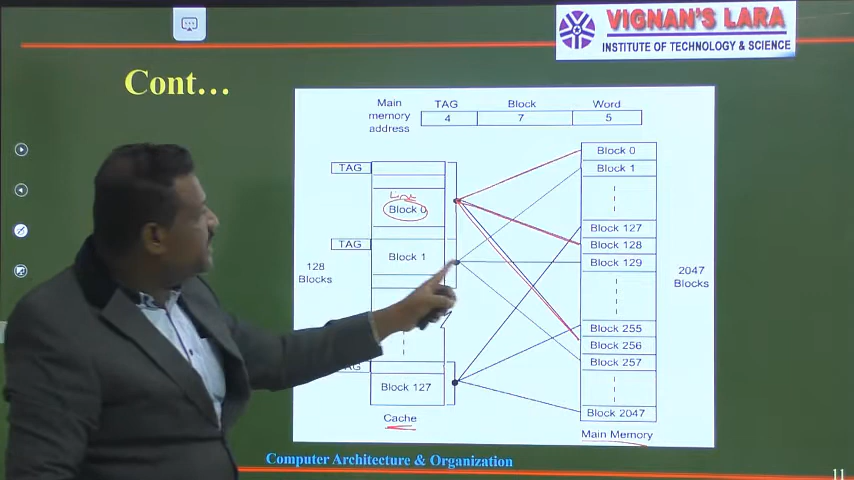 VIGNAN'S LARA
INSTITUTE OF TECHNOLOGY & SCIENCE
Cont...
Main memory address
TAG Block Word
4 7 5
TAG
Line
Block 0
TAG
Block 1
128 Blocks
Block 127
Cache
Block 0
Block 1
Block 127
Block 128
Block 129
Block 255
Block 256
Block 257
Block 2047
2047 Blocks
Main Memory
Computer Architecture & Organization
11